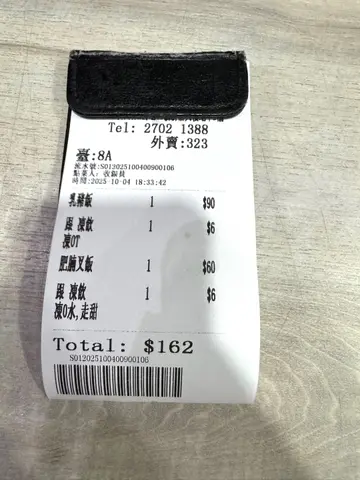 Tel: 2702 1388
外賣:323
臺:8A
流水號:S012025100400900106
點菜人: 收銀員
時間:2025-10-04 18:33:42
乳豬飯 1 $90
跟 凍飲 1 $6
凍OT
肥腩叉飯 1 $60
跟 凍飲 1 $6
凍O水,走甜
Total: $162
S012025100400900106